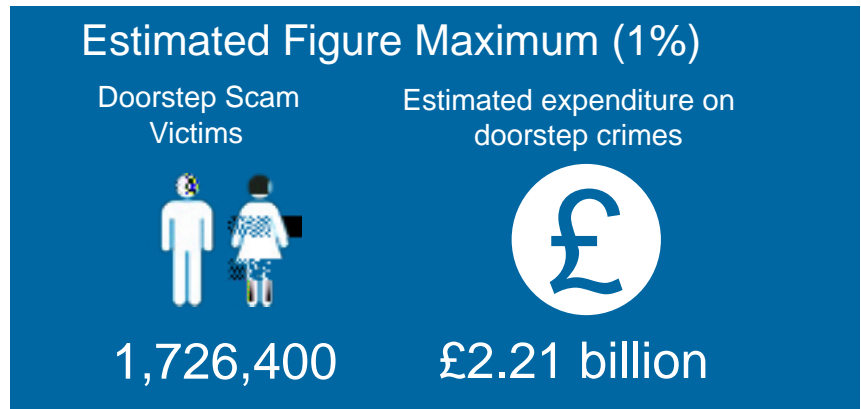 Estimated Figure Maximum (1%)
Doorstep Scam
Victims
Estimated expenditure on
doorstep crimes
£
1,726,400
£2.21 billion